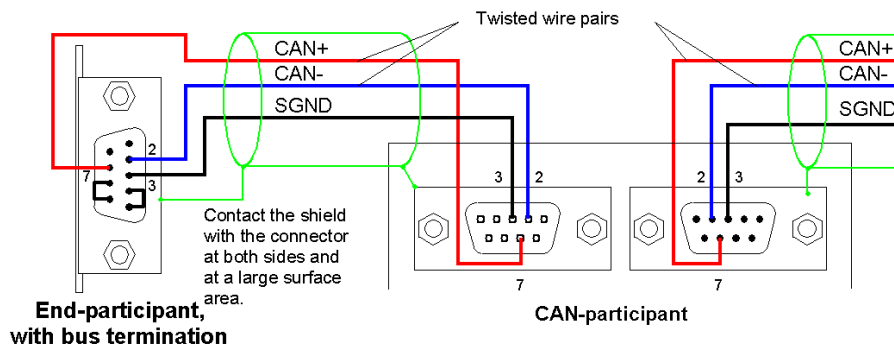 Twisted wire pairs
CAN+
CAN-
SGND
CAN+
CAN-
SGND
2
7
3
3
2
2
3
Contact the shield
with the connector
at both sides and
at a large surface
area.
7
7
End-participant,
with bus termination
CAN-participant